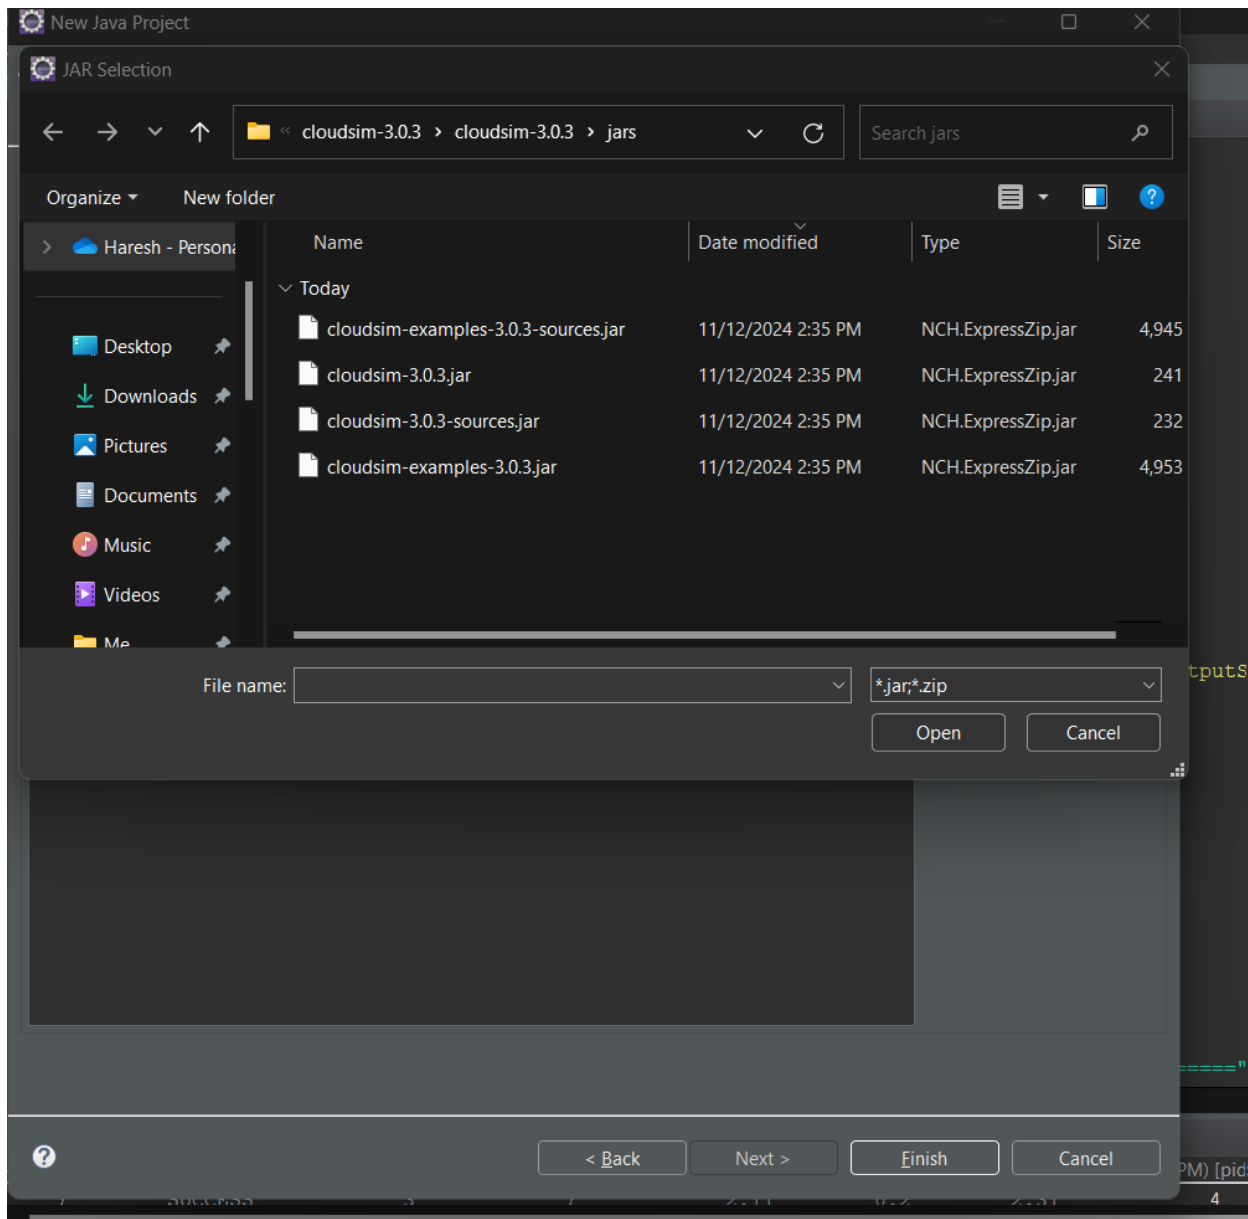 New Java Project
JAR Selection
cloudsim-3.0.3 › cloudsim-3.0.3 › jars
Search jars
Organize
New folder
Haresh - Persona
Name
Date modified
Type
Size
Today
cloudsim-examples-3.0.3-sources.jar 11/12/2024 2:35 PM NCH.ExpressZip.jar 4,945
cloudsim-3.0.3.jar 11/12/2024 2:35 PM NCH.ExpressZip.jar 241
cloudsim-3.0.3-sources.jar 11/12/2024 2:35 PM NCH.ExpressZip.jar 232
cloudsim-examples-3.0.3.jar 11/12/2024 2:35 PM NCH.ExpressZip.jar 4,953
Desktop
Downloads
Pictures
Documents
Music
Videos
Me
File name:
*.jar;*.zip
Open
Cancel
tputS
====="
< Back
Next >
Finish
Cancel
PM) [pid:
4